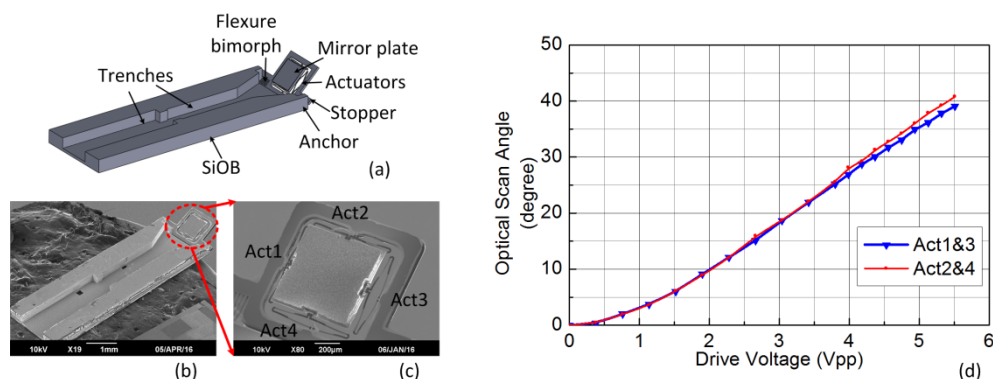 Flexure
bimorph
Mirror plate
Trenches
Actuators
Stopper
Anchor
SiOB
(a)
Act2
Act1
Act3
Act4
10kV X19 1mm 05/APR/16
10kV X80 200μm 06/JAN/16
(b)
(c)
50
40
30
20
10
0
Optical Scan Angle
(degree)
Act1&3
Act2&4
0 1 2 3 4 5 6 7
Drive Voltage (Vpp)
(d)